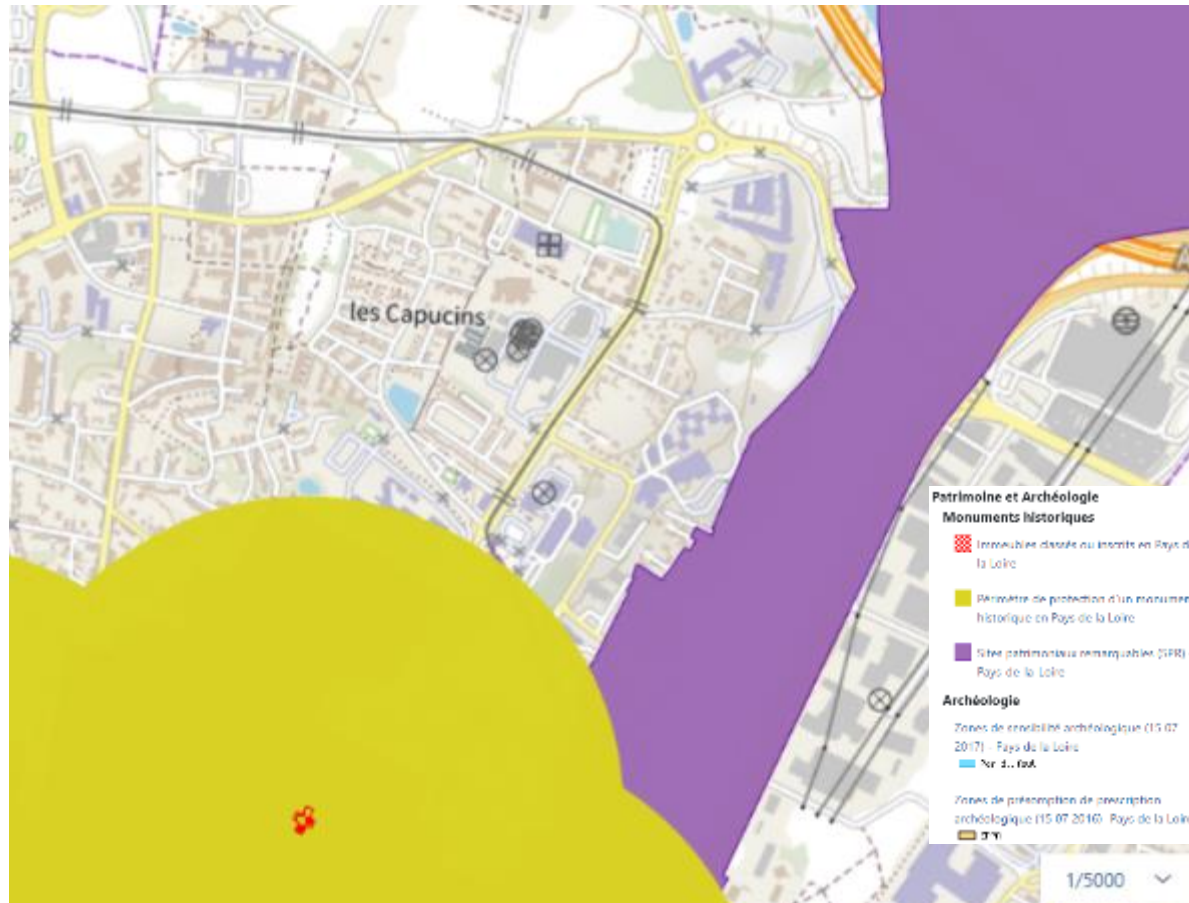 les Capucins
Patrimoine et Archéologie
Monuments historiques
Immeubles classés ou inscrits en Pays de
la Loire
Périmètre de protection d'un monument
historique en Pays de la Loire
Sites patrimoniaux remarquables (SPR)
Pays de la Loire
Archéologie
Zones de sensibilité archéologique (15 07
2017) - Pays de la Loire
Zones de présomption de prescription
archéologique (15 07 2016) Pays de la Loire
1/5000